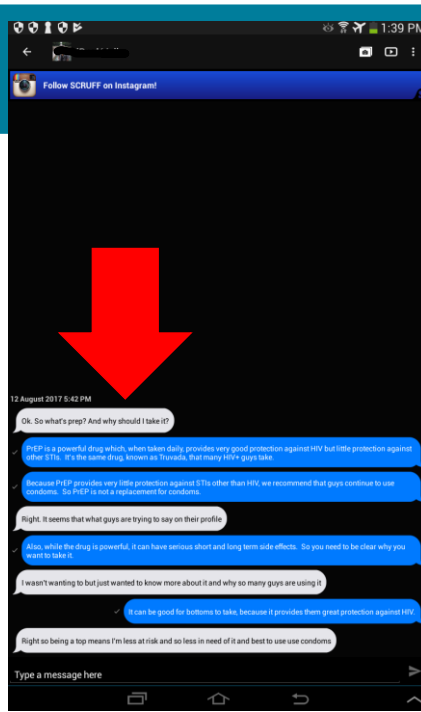 1:39 PM
Follow SCRUFF on Instagram!
12 August 2017 5:42 PM
Ok. So what's prep? And why should I take it?
PrEP is a powerful drug which, when taken daily, provides very good protection against HIV but little protection against
other STIs. It's the same drug, known as Truvada, that many HIV+ guys take.
Because PrEP provides very little protection against STIs other than HIV, we recommend that guys continue to use
condoms. So PrEP is not a replacement for condoms.
Right. It seems that what guys are trying to say on their profile
Also, while the drug is powerful, it can have serious short and long term side effects. So you need to be clear why you
want to take it.
I wasn't wanting to but just wanted to know more about it and why so many guys are using it
It can be good for bottoms to take, because it provides them great protection against HIV.
Right so being a top means I'm less at risk and so less in need of it and best to use use condoms
Type a message here